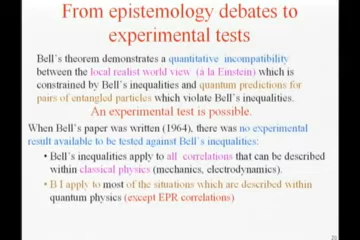 From epistemology debates to
experimental tests
Bell's theorem demonstrates a quantitative incompatibility
between the local realist world view (à la Einstein) which is
constrained by Bell's inequalities and quantum predictions for
pairs of entangled particles which violate Bell's inequalities.
An experimental test is possible.
When Bell's paper was written (1964), there was no experimental
result available to be tested against Bell's inequalities:
• Bell's inequalities apply to all correlations that can be described
within classical physics (mechanics, electrodynamics).
• B I apply to most of the situations which are described within
quantum physics (except EPR correlations)